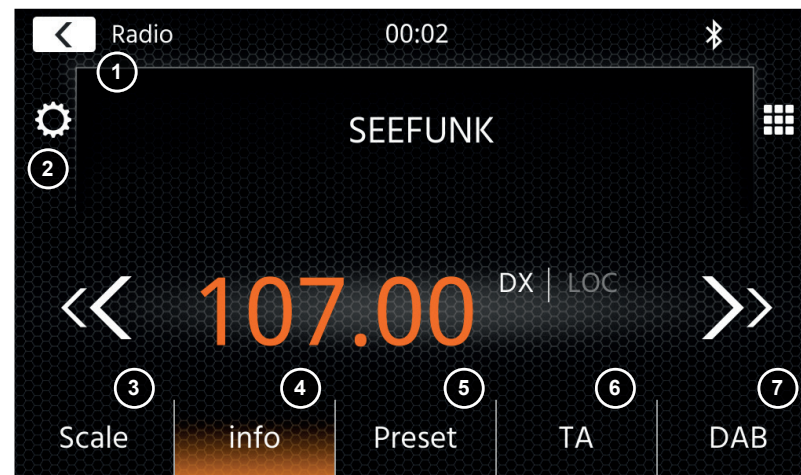 Radio 00:02
1
2
SEEFUNK
107.00 DX | LOC
3 4 5 6 7
Scale info Preset TA DAB